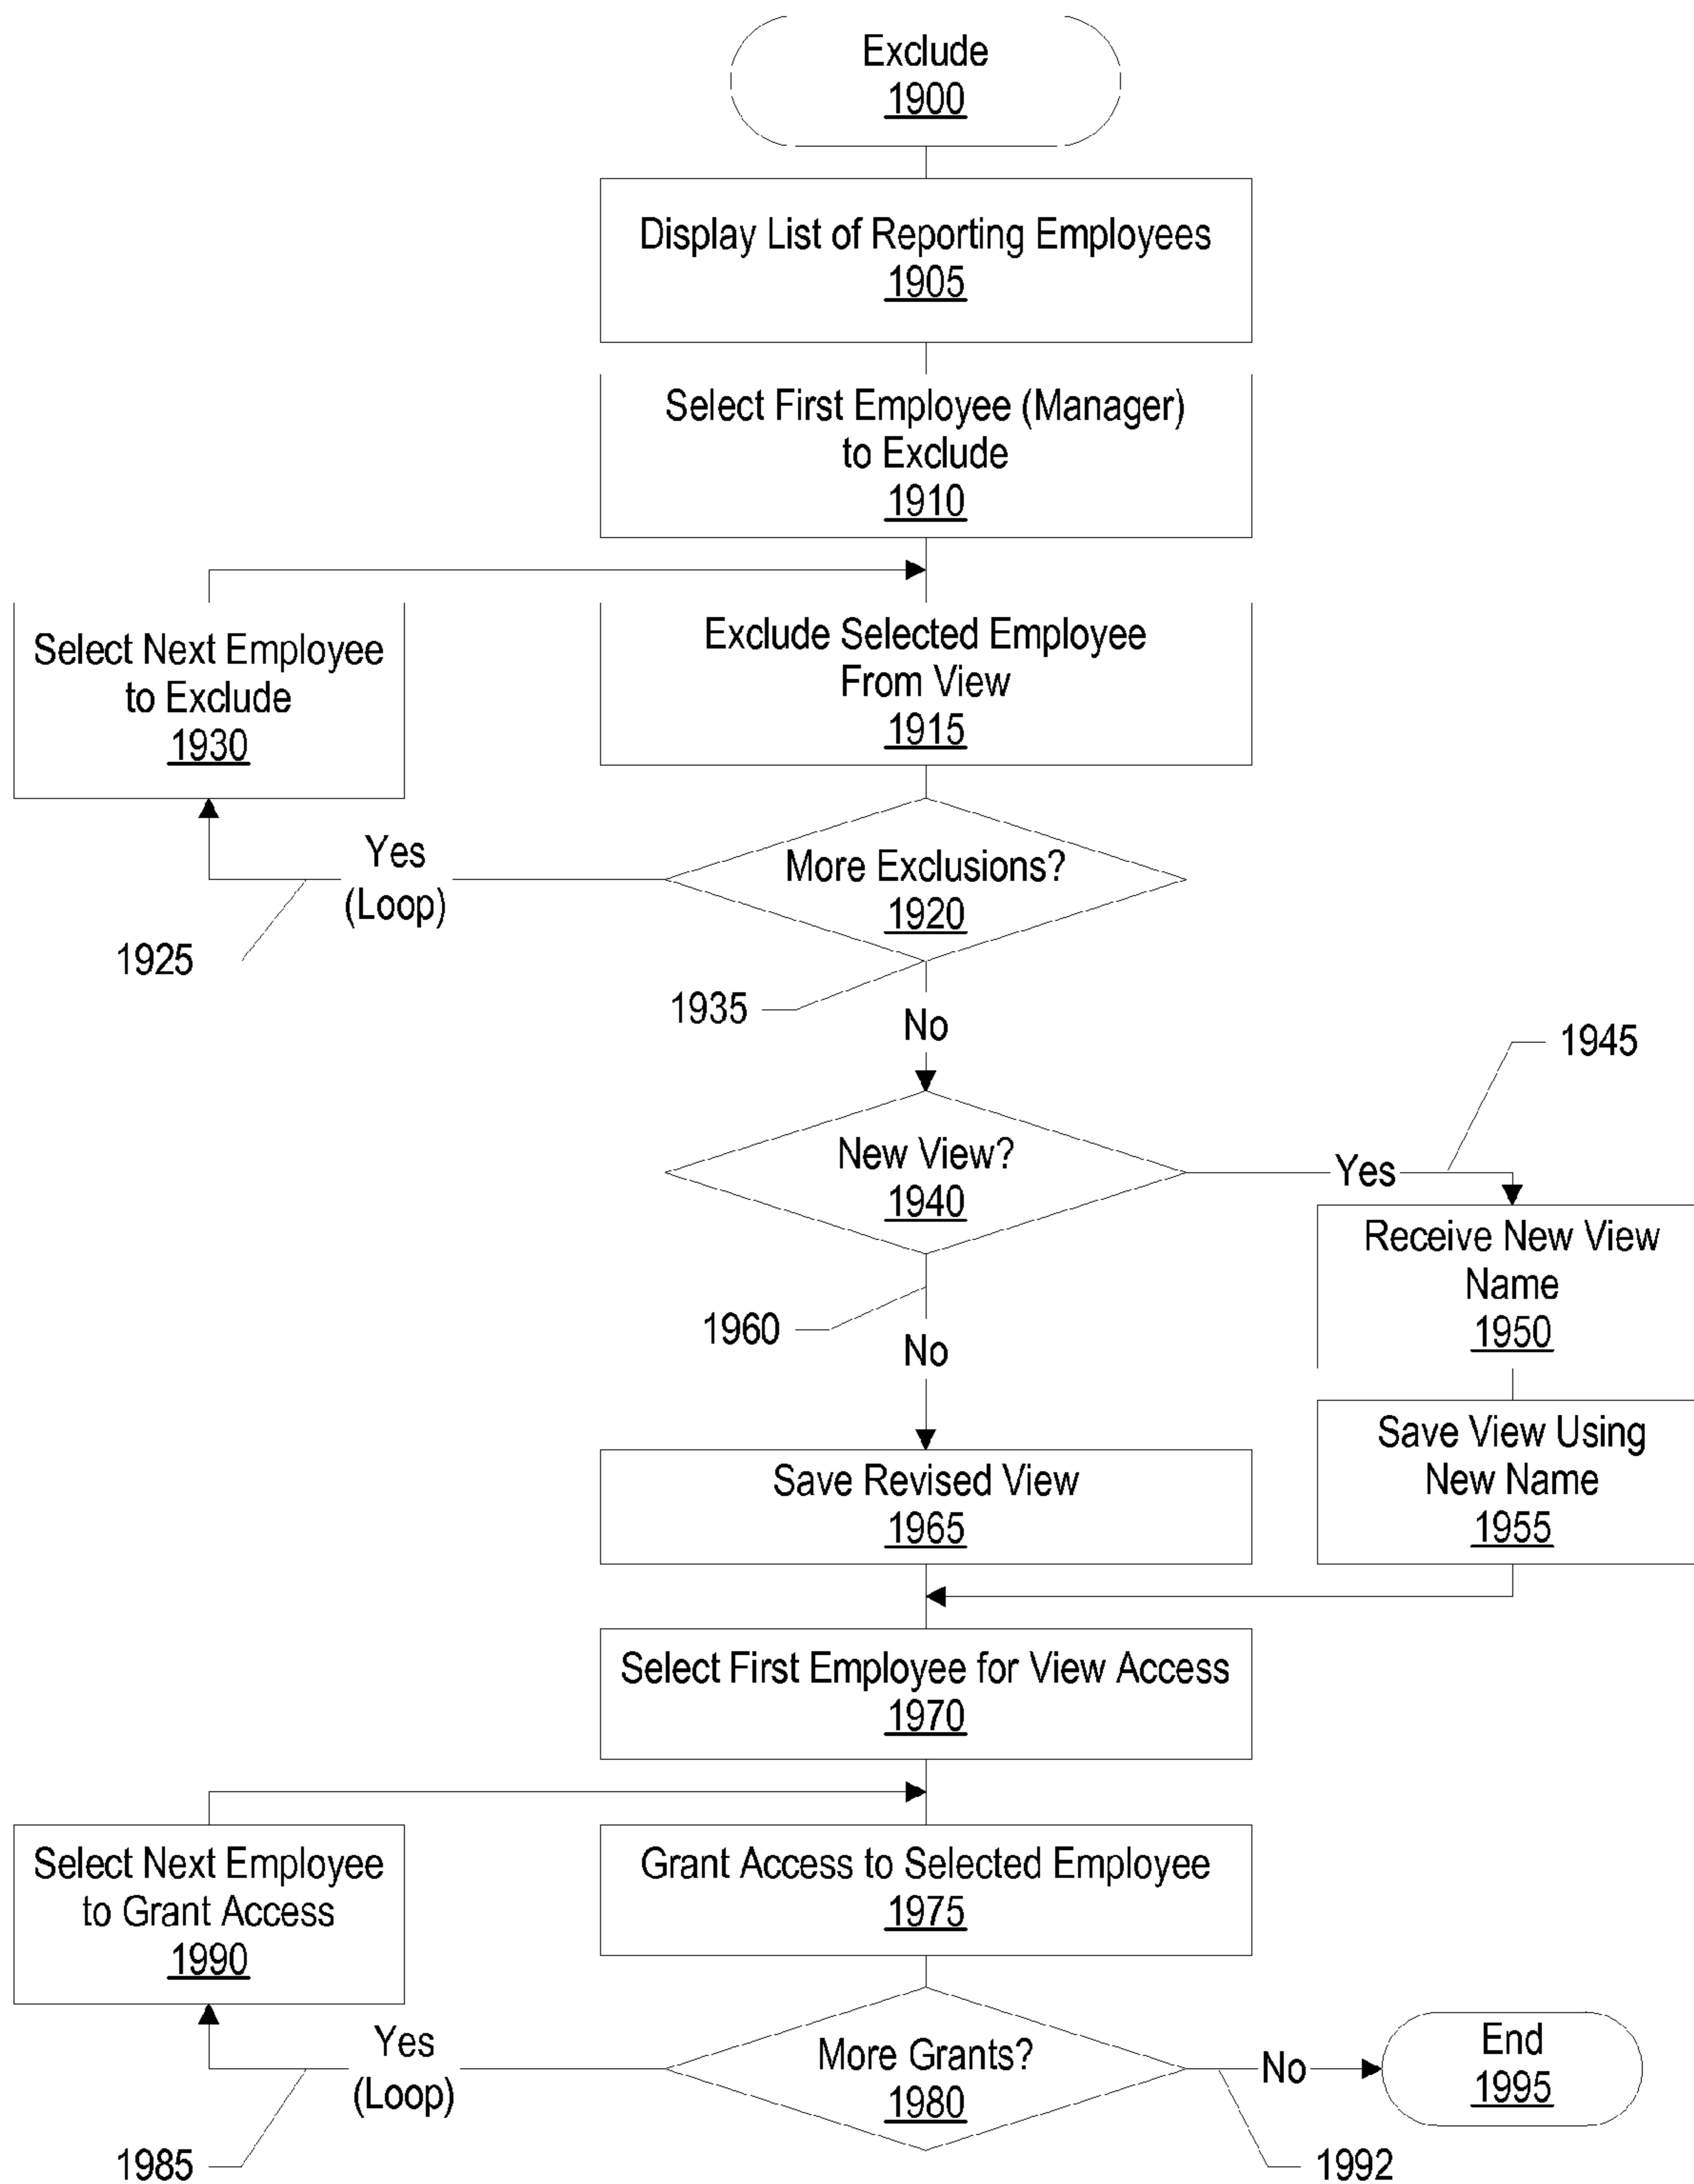 Exclude
1900
Display List of Reporting Employees
1905
Select First Employee (Manager)
to Exclude
1910
Select Next Employee
to Exclude
1930
Exclude Selected Employee
From View
1915
Yes
(Loop)
1925
More Exclusions?
1920
1935
No
1945
New View?
1940
Yes
Receive New View
Name
1950
1960
No
Save View Using
New Name
1955
Save Revised View
1965
Select First Employee for View Access
1970
Select Next Employee
to Grant Access
1990
Grant Access to Selected Employee
1975
Yes
(Loop)
1985
More Grants?
1980
No
1992
End
1995